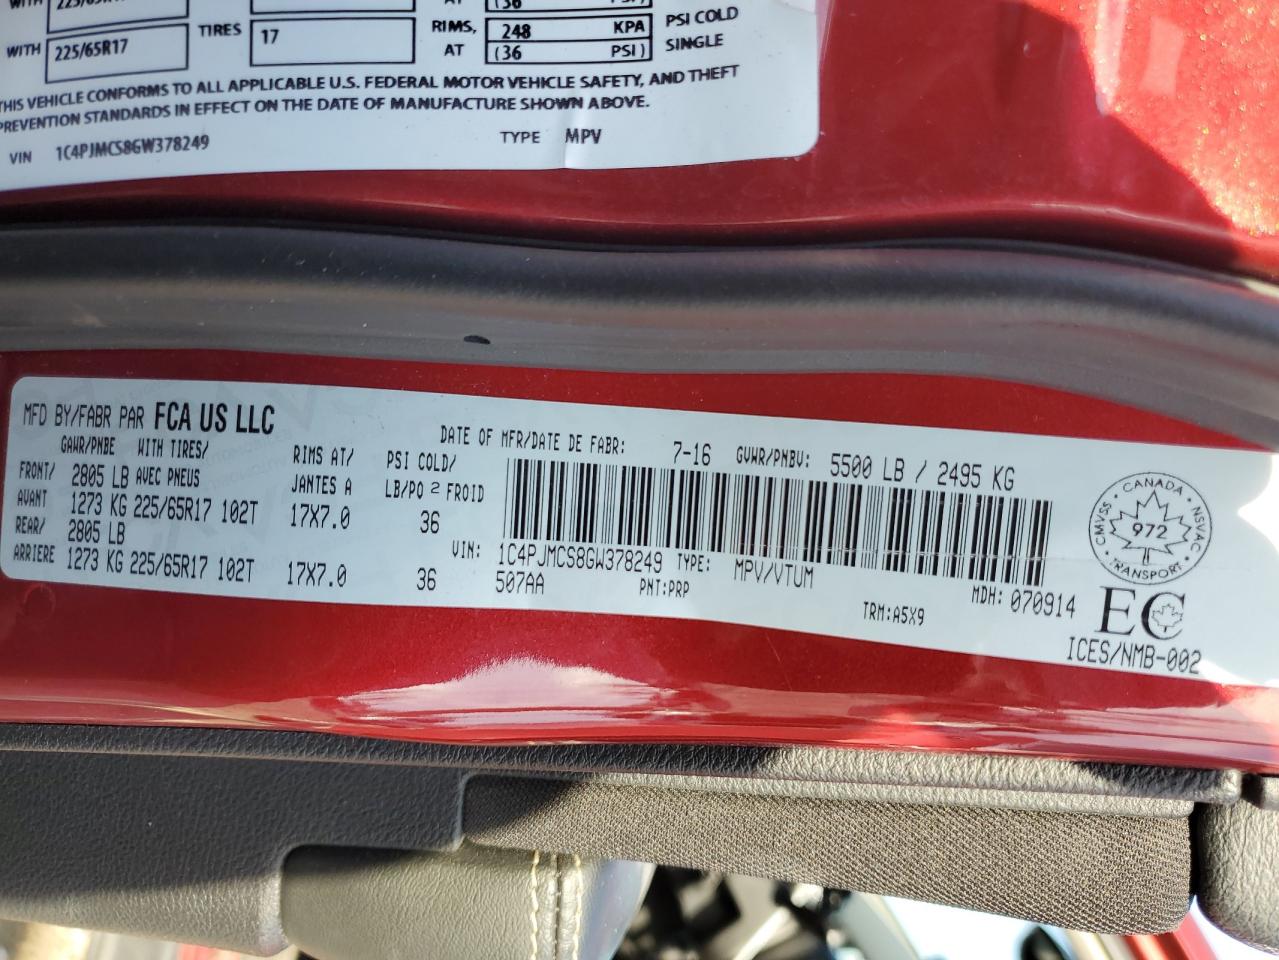 WITH 225/65R17 TIRES 17 RIMS, AT 248 KPA (36 PSI) PSI COLD SINGLE
THIS VEHICLE CONFORMS TO ALL APPLICABLE U.S. FEDERAL MOTOR VEHICLE SAFETY, AND THEFT
PREVENTION STANDARDS IN EFFECT ON THE DATE OF MANUFACTURE SHOWN ABOVE.
VIN 1C4PJMCS8GW378249 TYPE MPV
MFD BY/FABR PAR FCA US LLC DATE OF MFR/DATE DE FABR: 7-16 GVWR/PNBV: 5500 LB / 2495 KG
GAWR/PNBE WITH TIRES/ RIMS AT/ PSI COLD/
FRONT/ 2805 LB AVEC PNEUS JANTES A LB/PO 2 FROID
AVANT 1273 KG 225/65R17 102T 17X7.0 36
REAR/ 2805 LB
ARRIERE 1273 KG 225/65R17 102T 17X7.0 36
VIN: 1C4PJMCS8GW378249 TYPE: MPV/VTUM
507AA PNT:PRP TRM:A5X9 MDH: 070914
CANADA
CMVSS 972 NSVAC
TRANSPORT
EC
ICES/NMB-002